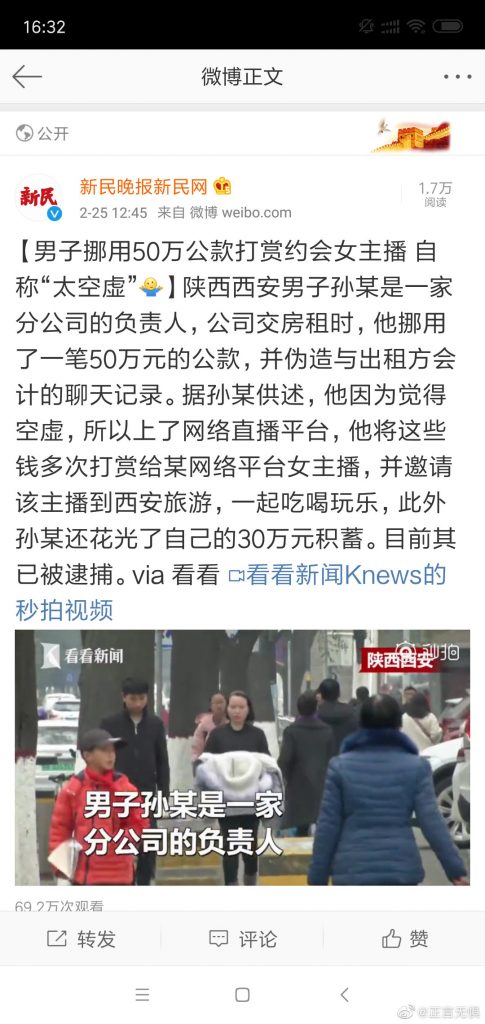 16:32
微博正文
公开
新民
新民晚报新民网
1.7万
阅读
2-25 12:45 来自 微博 weibo.com
【男子挪用50万公款打赏约会女主播 自
称“太空虚”🤷】陕西西安男子孙某是一家
分公司的负责人，公司交房租时，他挪用
了一笔50万元的公款，并伪造与出租方会
计的聊天记录。据孙某供述，他因为觉得
空虚，所以上了网络直播平台，他将这些
钱多次打赏给某网络平台女主播，并邀请
该主播到西安旅游，一起吃喝玩乐，此外
孙某还花光了自己的30万元积蓄。目前其
已被逮捕。via 看看 看看新闻Knews的
秒拍视频
看看新闻
陕西西安
秒拍
男子孙某是一家
分公司的负责人
69.2万次观看
转发
评论
赞
@正言无惧